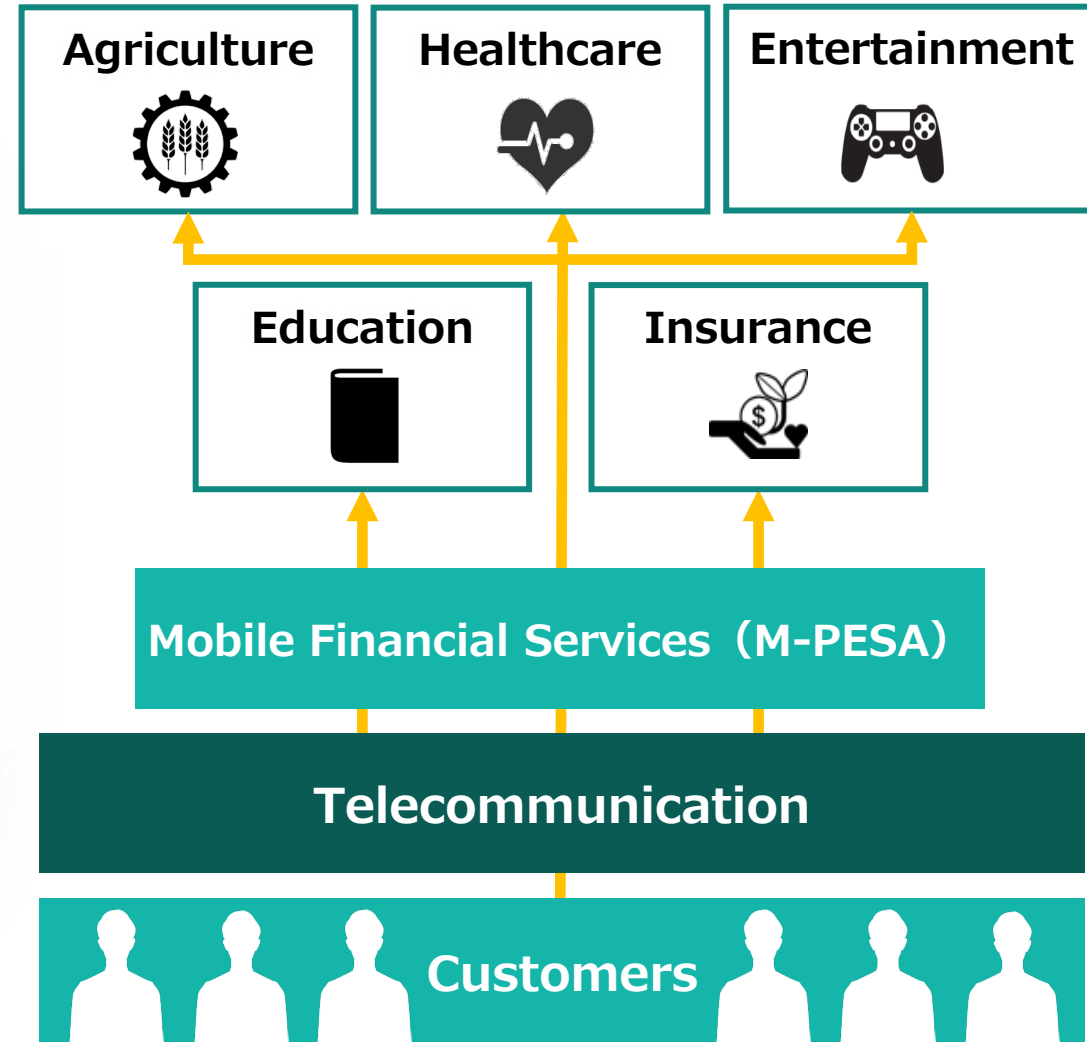 Agriculture
Healthcare
Entertainment
Education
Insurance
$
Mobile Financial Services（M-PESA）
Telecommunication
Customers